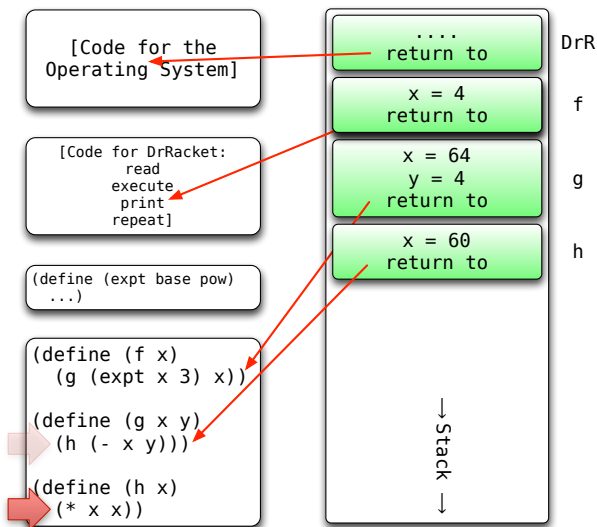 [Code for the
Operating System]
[Code for DrRacket:
read
execute
print
repeat]
(define (expt base pow)
...)
(define (f x)
(g (expt x 3) x))
(define (g x y)
(h (- x y)))
(define (h x)
(* x x))
....
return to
DrR
x = 4
return to
f
x = 64
y = 4
return to
g
x = 60
return to
h
→ Stack →